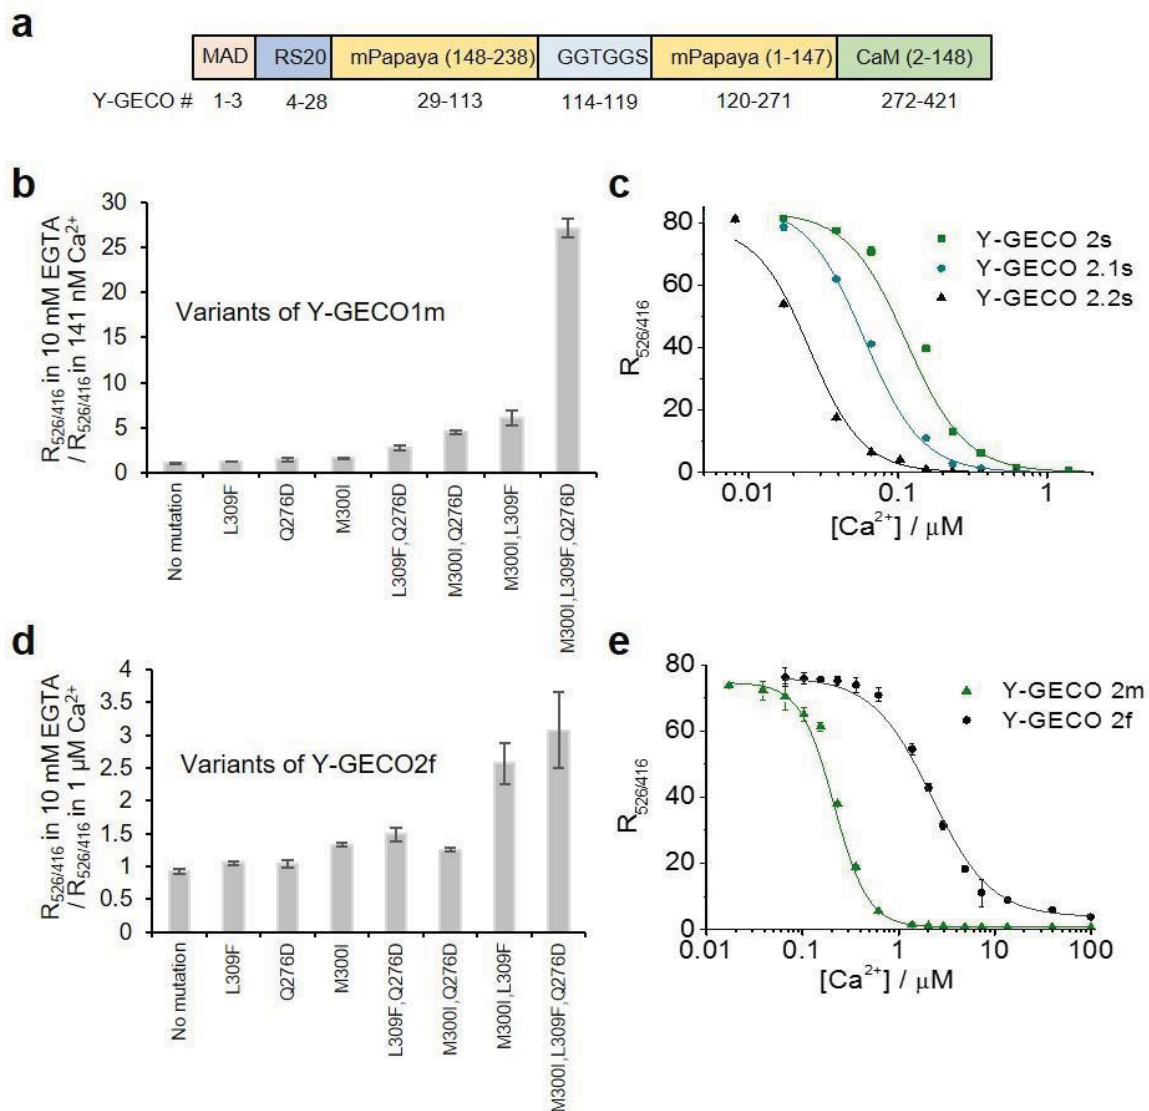 a
MAD RS20 mPapaya (148-238) GGTGGS mPapaya (1-147) CaM (2-148)
Y-GECO # 1-3 4-28 29-113 114-119 120-271 272-421
b
R526/416 in 10 mM EGTA
/ R526/416 in 141 nM Ca2+
30
25
20
15
10
5
0
Variants of Y-GECO1m
No mutation
L309F
Q276D
M300I
L309F,Q276D
M300I,Q276D
M300I,L309F
M300I,L309F,Q276D
c
R526/416
80
60
40
20
0
Y-GECO 2s
Y-GECO 2.1s
Y-GECO 2.2s
0.01 0.1 1
[Ca2+] / μM
d
R526/416 in 10 mM EGTA
/ R526/416 in 1 μM Ca2+
4
3.5
3
2.5
2
1.5
1
0.5
0
Variants of Y-GECO2f
No mutation
L309F
Q276D
M300I
L309F,Q276D
M300I,Q276D
M300I,L309F
M300I,L309F,Q276D
e
R526/416
80
60
40
20
0
Y-GECO 2m
Y-GECO 2f
0.01 0.1 1 10 100
[Ca2+] / μM